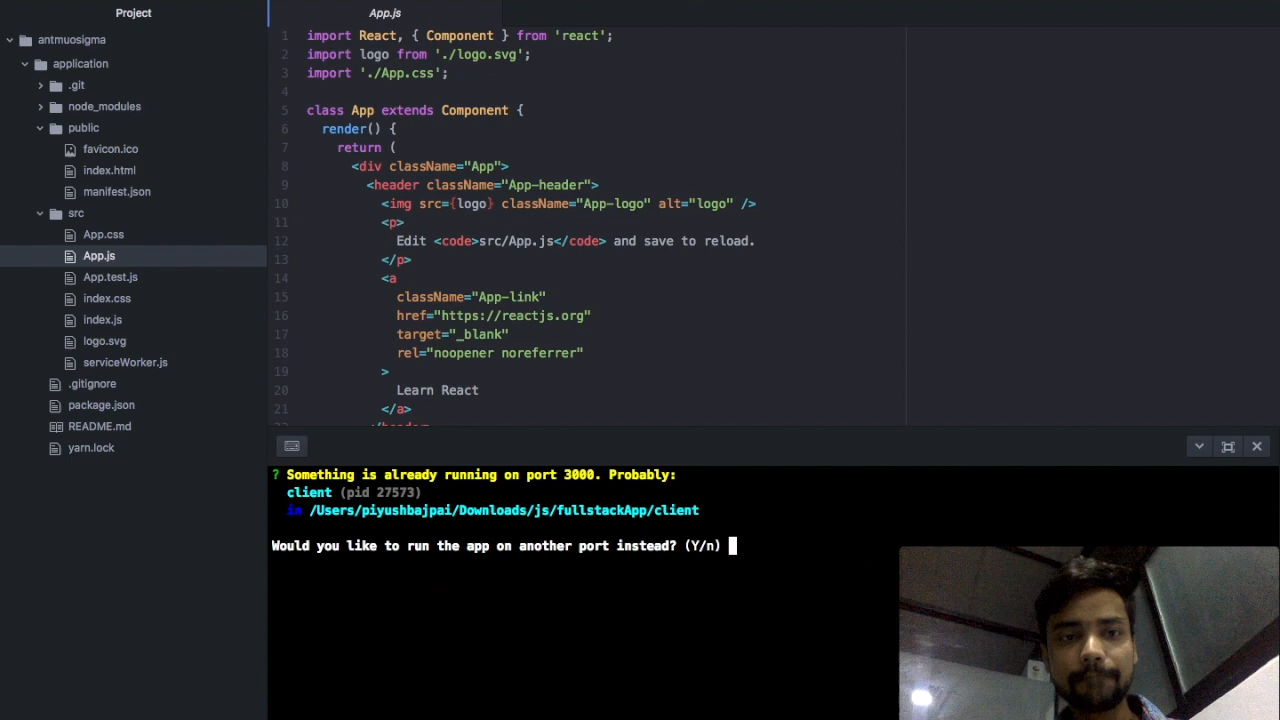 Project
antmuosigma
application
.git
node_modules
public
favicon.ico
index.html
manifest.json
src
App.css
App.js
App.test.js
index.css
index.js
logo.svg
serviceWorker.js
.gitignore
package.json
README.md
yarn.lock
App.js
1 import React, { Component } from 'react';
2 import logo from './logo.svg';
3 import './App.css';
4
5 class App extends Component {
6 render() {
7 return (
8 <div className="App">
9 <header className="App-header">
10 <img src={logo} className="App-logo" alt="logo" />
11 <p>
12 Edit <code>src/App.js</code> and save to reload.
13 </p>
14 <a
15 className="App-link"
16 href="https://reactjs.org"
17 target="_blank"
18 rel="noopener noreferrer"
19 >
20 Learn React
21 </a>
22 </header>
? Something is already running on port 3000. Probably:
client (pid 27573)
in /Users/piyushbajpai/Downloads/js/fullstackApp/client
Would you like to run the app on another port instead? (Y/n)